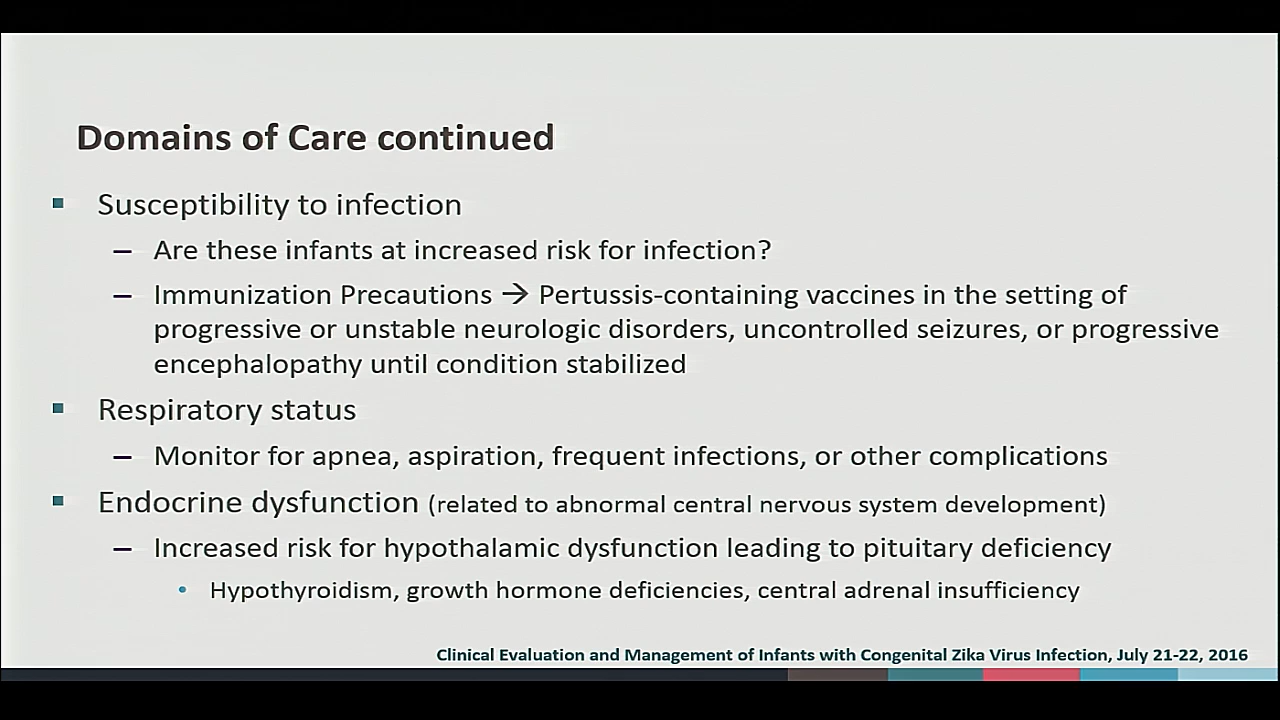 Domains of Care continued
▪ Susceptibility to infection
– Are these infants at increased risk for infection?
– Immunization Precautions → Pertussis-containing vaccines in the setting of
progressive or unstable neurologic disorders, uncontrolled seizures, or progressive
encephalopathy until condition stabilized
▪ Respiratory status
– Monitor for apnea, aspiration, frequent infections, or other complications
▪ Endocrine dysfunction (related to abnormal central nervous system development)
– Increased risk for hypothalamic dysfunction leading to pituitary deficiency
• Hypothyroidism, growth hormone deficiencies, central adrenal insufficiency
Clinical Evaluation and Management of Infants with Congenital Zika Virus Infection, July 21-22, 2016